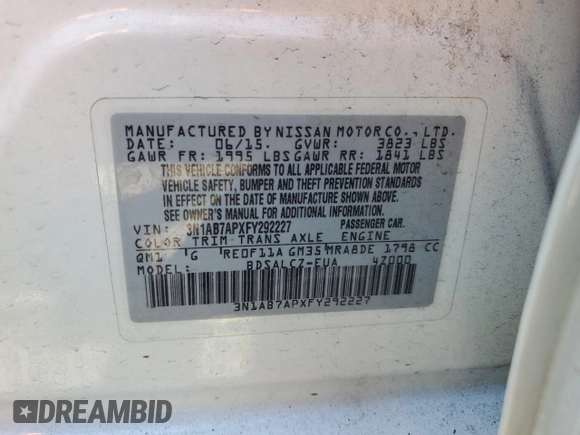 MANUFACTURED BY NISSAN MOTOR CO., LTD.
DATE: 06/15. GVWR: 3823 LBS
GAWR FR: 1995 LBS GAWR RR: 1841 LBS
THIS VEHICLE CONFORMS TO ALL APPLICABLE FEDERAL MOTOR
VEHICLE SAFETY, BUMPER AND THEFT PREVENTION STANDARDS
IN EFFECT ON THE DATE OF MANUFACTURE SHOWN ABOVE.
SEE OWNER'S MANUAL FOR ADDITIONAL INFORMATION.
VIN: 3N1AB7APXFY292227 PASSENGER CAR.
COLOR TRIM TRANS AXLE ENGINE
QM1 G RE0F11A GM35 MRA8DE 1798 CC
MODEL: BDSALCZ-EUA 47000
3N1AB7APXFY292227
DREAMBID